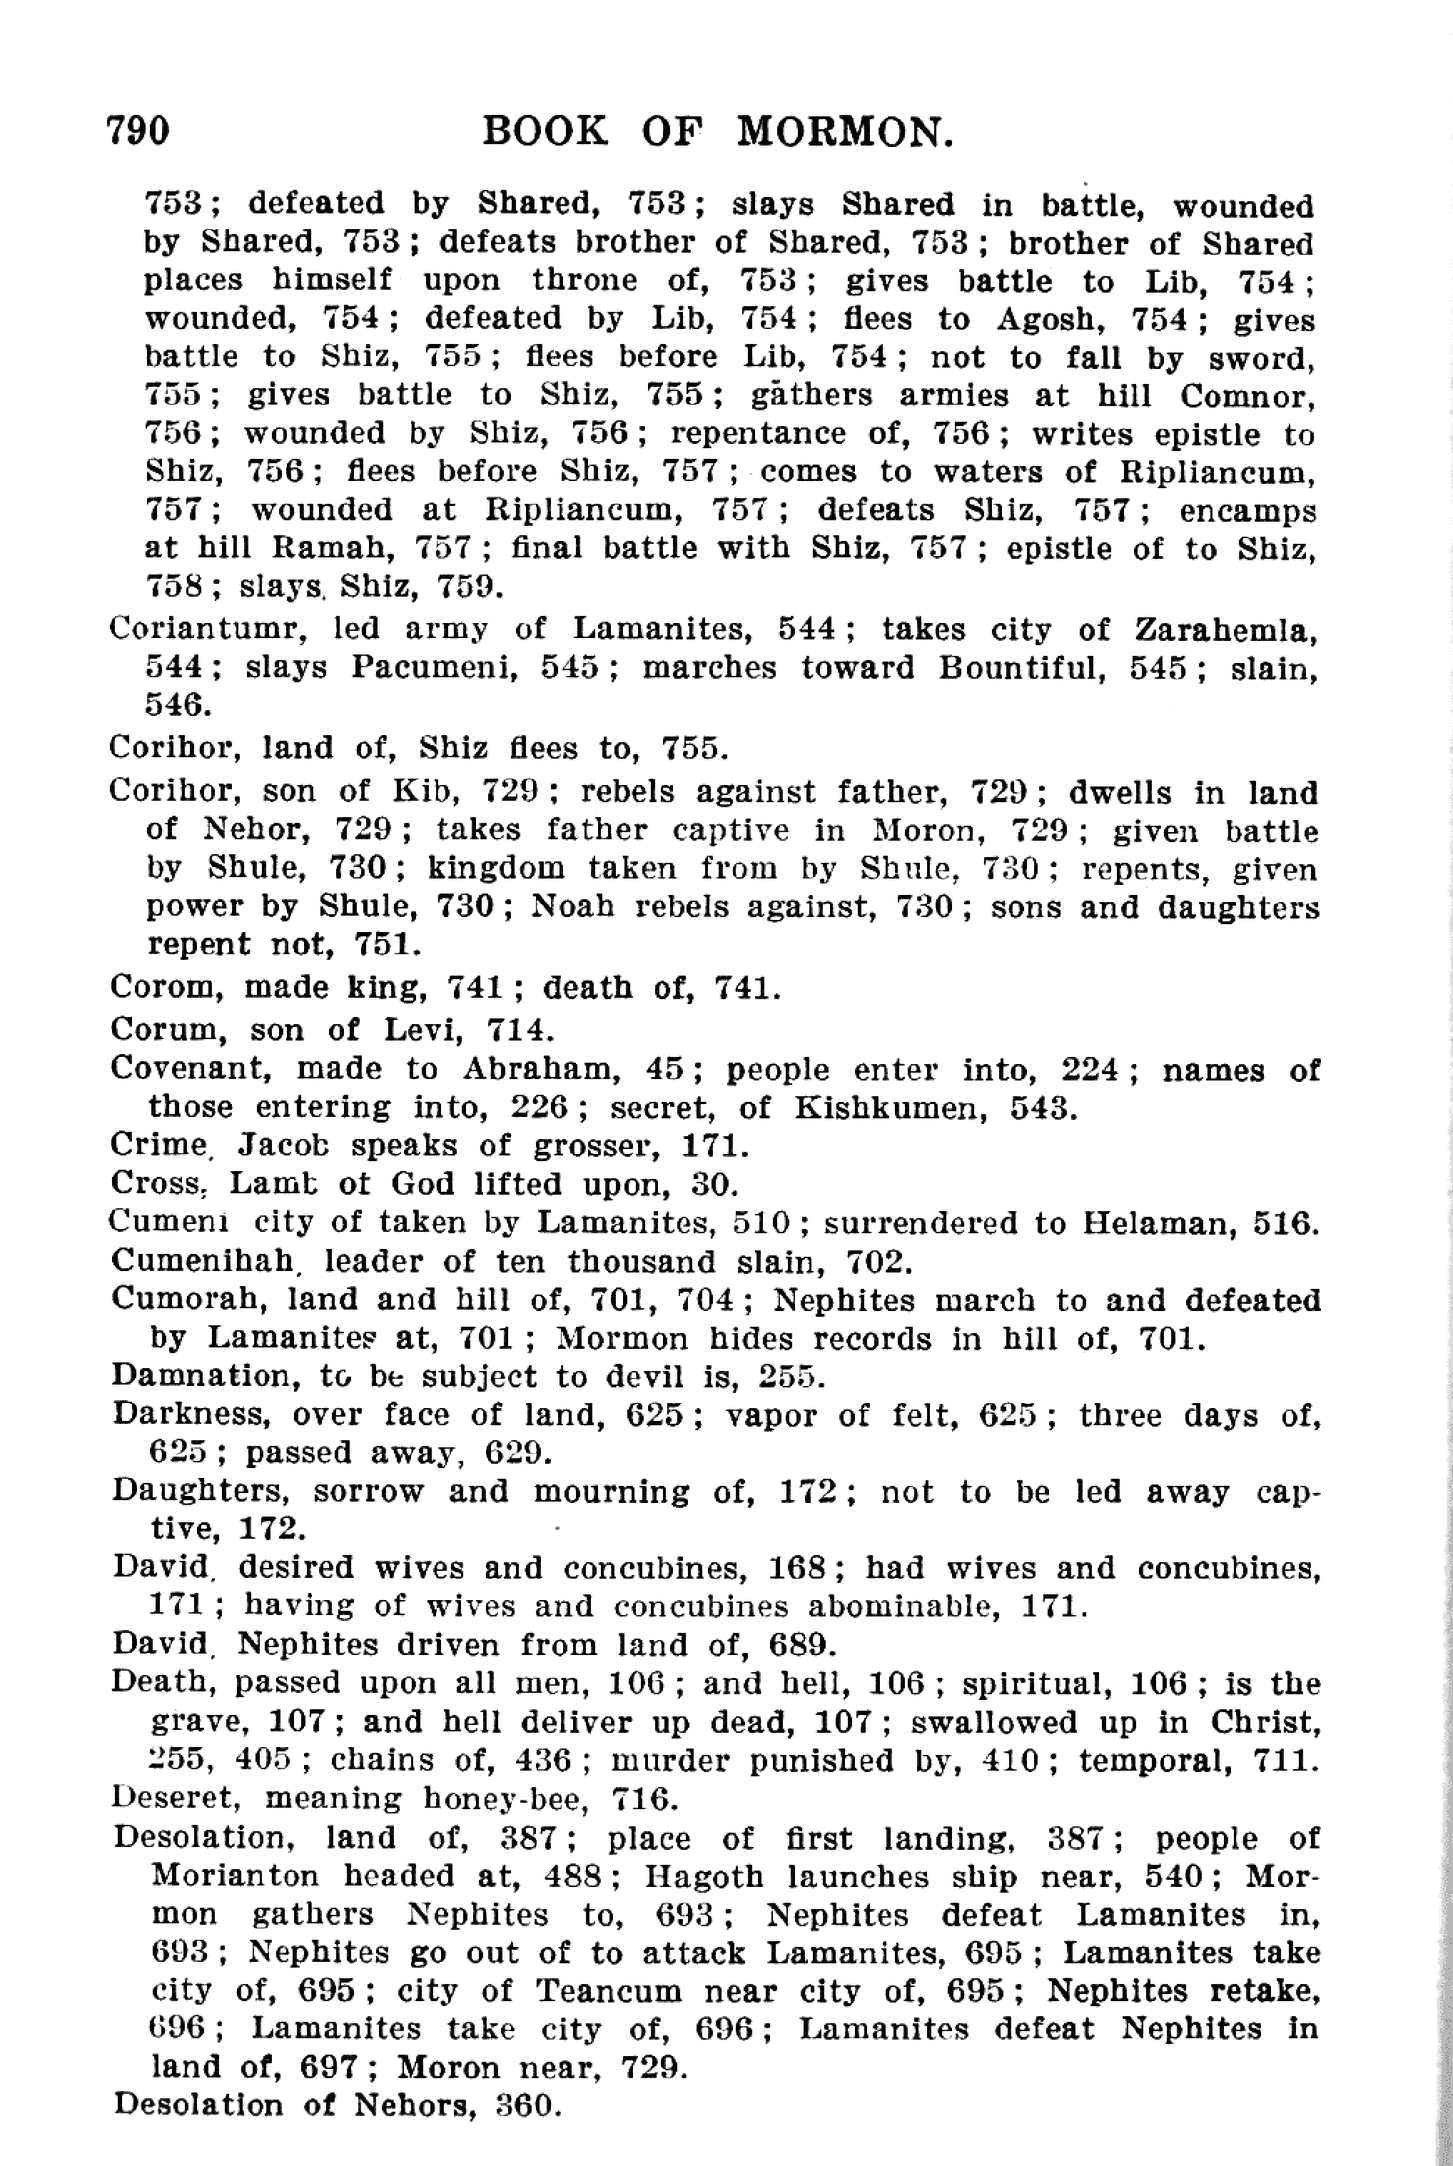 790 BOOK OF MORMON.
753; defeated by Shared, 753; slays Shared in battle, wounded
by Shared, 753; defeats brother of Shared, 753; brother of Shared
places himself upon throne of, 753; gives battle to Lib, 754;
wounded, 754; defeated by Lib, 754; flees to Agosh, 754; gives
battle to Shiz, 755; flees before Lib, 754; not to fall by sword,
755; gives battle to Shiz, 755; gathers armies at hill Comnor,
756; wounded by Shiz, 756; repentance of, 756; writes epistle to
Shiz, 756; flees before Shiz, 757; comes to waters of Ripliancum,
757; wounded at Ripliancum, 757; defeats Shiz, 757; encamps
at hill Ramah, 757; final battle with Shiz, 757; epistle of to Shiz,
758; slays Shiz, 759.
Coriantumr, led army of Lamanites, 544; takes city of Zarahemla,
544; slays Pacumeni, 545; marches toward Bountiful, 545; slain,
546.
Corihor, land of, Shiz flees to, 755.
Corihor, son of Kib, 729; rebels against father, 729; dwells in land
of Nehor, 729; takes father captive in Moron, 729; given battle
by Shule, 730; kingdom taken from by Shule, 730; repents, given
power by Shule, 730; Noah rebels against, 730; sons and daughters
repent not, 751.
Corom, made king, 741; death of, 741.
Corum, son of Levi, 714.
Covenant, made to Abraham, 45; people enter into, 224; names of
those entering into, 226; secret, of Kishkumen, 543.
Crime, Jacob speaks of grosser, 171.
Cross, Lamb of God lifted upon, 30.
Cumeni city of taken by Lamanites, 510; surrendered to Helaman, 516.
Cumenihah, leader of ten thousand slain, 702.
Cumorah, land and hill of, 701, 704; Nephites march to and defeated
by Lamanites at, 701; Mormon hides records in hill of, 701.
Damnation, to be subject to devil is, 255.
Darkness, over face of land, 625; vapor of felt, 625; three days of,
625; passed away, 629.
Daughters, sorrow and mourning of, 172; not to be led away cap-
tive, 172.
David, desired wives and concubines, 168; had wives and concubines,
171; having of wives and concubines abominable, 171.
David, Nephites driven from land of, 689.
Death, passed upon all men, 106; and hell, 106; spiritual, 106; is the
grave, 107; and hell deliver up dead, 107; swallowed up in Christ,
255, 405; chains of, 436; murder punished by, 410; temporal, 711.
Deseret, meaning honey-bee, 716.
Desolation, land of, 387; place of first landing, 387; people of
Morianton headed at, 488; Hagoth launches ship near, 540; Mor-
mon gathers Nephites to, 693; Nephites defeat Lamanites in,
693; Nephites go out of to attack Lamanites, 695; Lamanites take
city of, 695; city of Teancum near city of, 695; Nephites retake,
696; Lamanites take city of, 696; Lamanites defeat Nephites in
land of, 697; Moron near, 729.
Desolation of Nehors, 360.